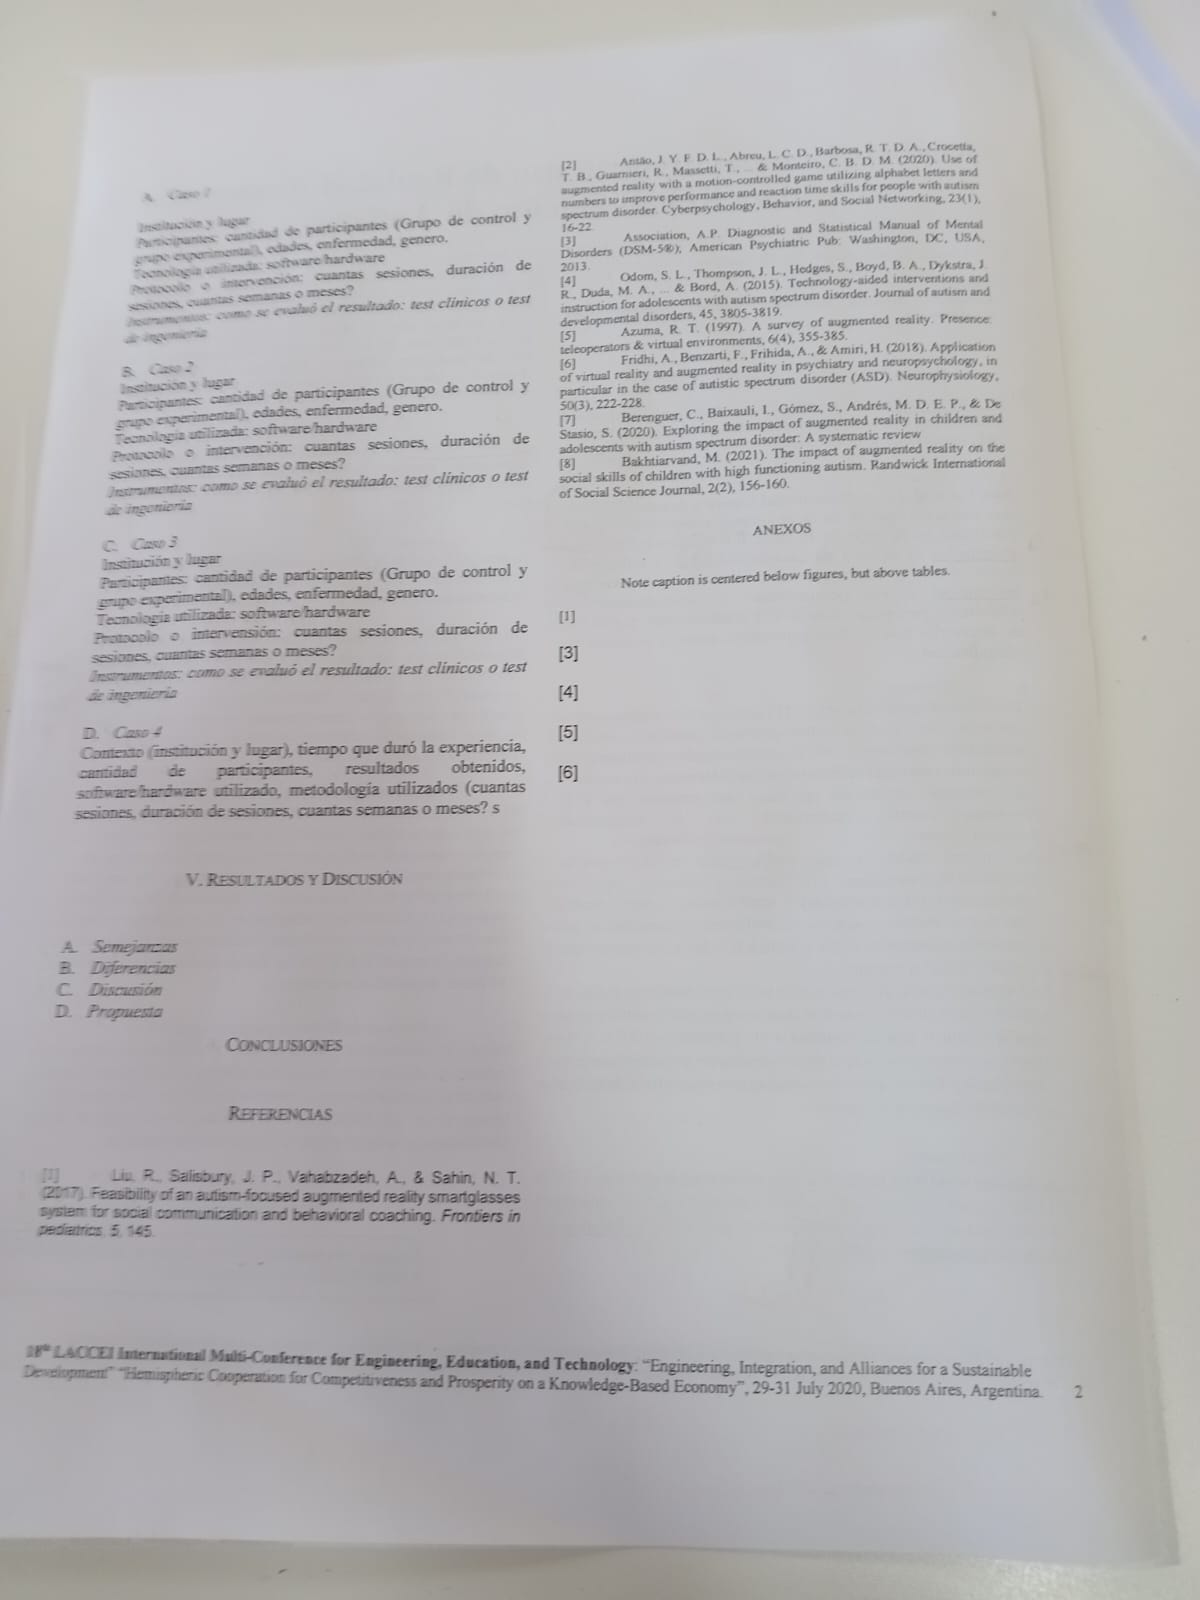 A. Caso 1
Institución y lugar
Participantes: cantidad de participantes (Grupo de control y
grupo experimental), edades, enfermedad, genero.
Tecnología utilizada: software/hardware
Protocolo o intervención: cuantas sesiones, duración de
sesiones, cuantas semanas o meses?
Instrumentos: como se evaluó el resultado: test clínicos o test
de ingeniería
B. Caso 2
Institución y lugar
Participantes: cantidad de participantes (Grupo de control y
grupo experimental), edades, enfermedad, genero.
Tecnología utilizada: software/hardware
Protocolo o intervención: cuantas sesiones, duración de
sesiones, cuantas semanas o meses?
Instrumentos: como se evaluó el resultado: test clínicos o test
de ingeniería
C. Caso 3
Institución y lugar
Participantes: cantidad de participantes (Grupo de control y
grupo experimental), edades, enfermedad, genero.
Tecnología utilizada: software/hardware
Protocolo o intervensión: cuantas sesiones, duración de
sesiones, cuantas semanas o meses?
Instrumentos: como se evaluó el resultado: test clínicos o test
de ingeniería
D. Caso 4
Contexto (institución y lugar), tiempo que duró la experiencia,
cantidad de participantes, resultados obtenidos,
software/hardware utilizado, metodología utilizados (cuantas
sesiones, duración de sesiones, cuantas semanas o meses? s
V. RESULTADOS Y DISCUSIÓN
A. Semejanzas
B. Diferencias
C. Discusión
D. Propuesta
CONCLUSIONES
REFERENCIAS
[1] Liu, R., Salisbury, J. P., Vahabzadeh, A., & Sahin, N. T.
(2017). Feasibility of an autism-focused augmented reality smartglasses
system for social communication and behavioral coaching. Frontiers in
pediatrics, 5, 145.
[2] Antão, J. Y. F. D. L., Abreu, L. C. D., Barbosa, R. T. D. A., Crocetta,
T. B., Guarnieri, R., Massetti, T., ... & Monteiro, C. B. D. M. (2020). Use of
augmented reality with a motion-controlled game utilizing alphabet letters and
numbers to improve performance and reaction time skills for people with autism
spectrum disorder. Cyberpsychology, Behavior, and Social Networking, 23(1),
16-22.
[3] Association, A.P. Diagnostic and Statistical Manual of Mental
Disorders (DSM-5®); American Psychiatric Pub: Washington, DC, USA,
2013.
[4] Odom, S. L., Thompson, J. L., Hedges, S., Boyd, B. A., Dykstra, J.
R., Duda, M. A., ... & Bord, A. (2015). Technology-aided interventions and
instruction for adolescents with autism spectrum disorder. Journal of autism and
developmental disorders, 45, 3805-3819.
[5] Azuma, R. T. (1997). A survey of augmented reality. Presence:
teleoperators & virtual environments, 6(4), 355-385.
[6] Fridhi, A., Benzarti, F., Frihida, A., & Amiri, H. (2018). Application
of virtual reality and augmented reality in psychiatry and neuropsychology, in
particular in the case of autistic spectrum disorder (ASD). Neurophysiology,
50(3), 222-228.
[7] Berenguer, C., Baixauli, I., Gómez, S., Andrés, M. D. E. P., & De
Stasio, S. (2020). Exploring the impact of augmented reality in children and
adolescents with autism spectrum disorder: A systematic review
[8] Bakhtiarvand, M. (2021). The impact of augmented reality on the
social skills of children with high functioning autism. Randwick International
of Social Science Journal, 2(2), 156-160.
ANEXOS
Note caption is centered below figures, but above tables.
[1]
[3]
[4]
[5]
[6]
18th LACCEI International Multi-Conference for Engineering, Education, and Technology: “Engineering, Integration, and Alliances for a Sustainable
Development” “Hemispheric Cooperation for Competitiveness and Prosperity on a Knowledge-Based Economy”, 29-31 July 2020, Buenos Aires, Argentina. 2